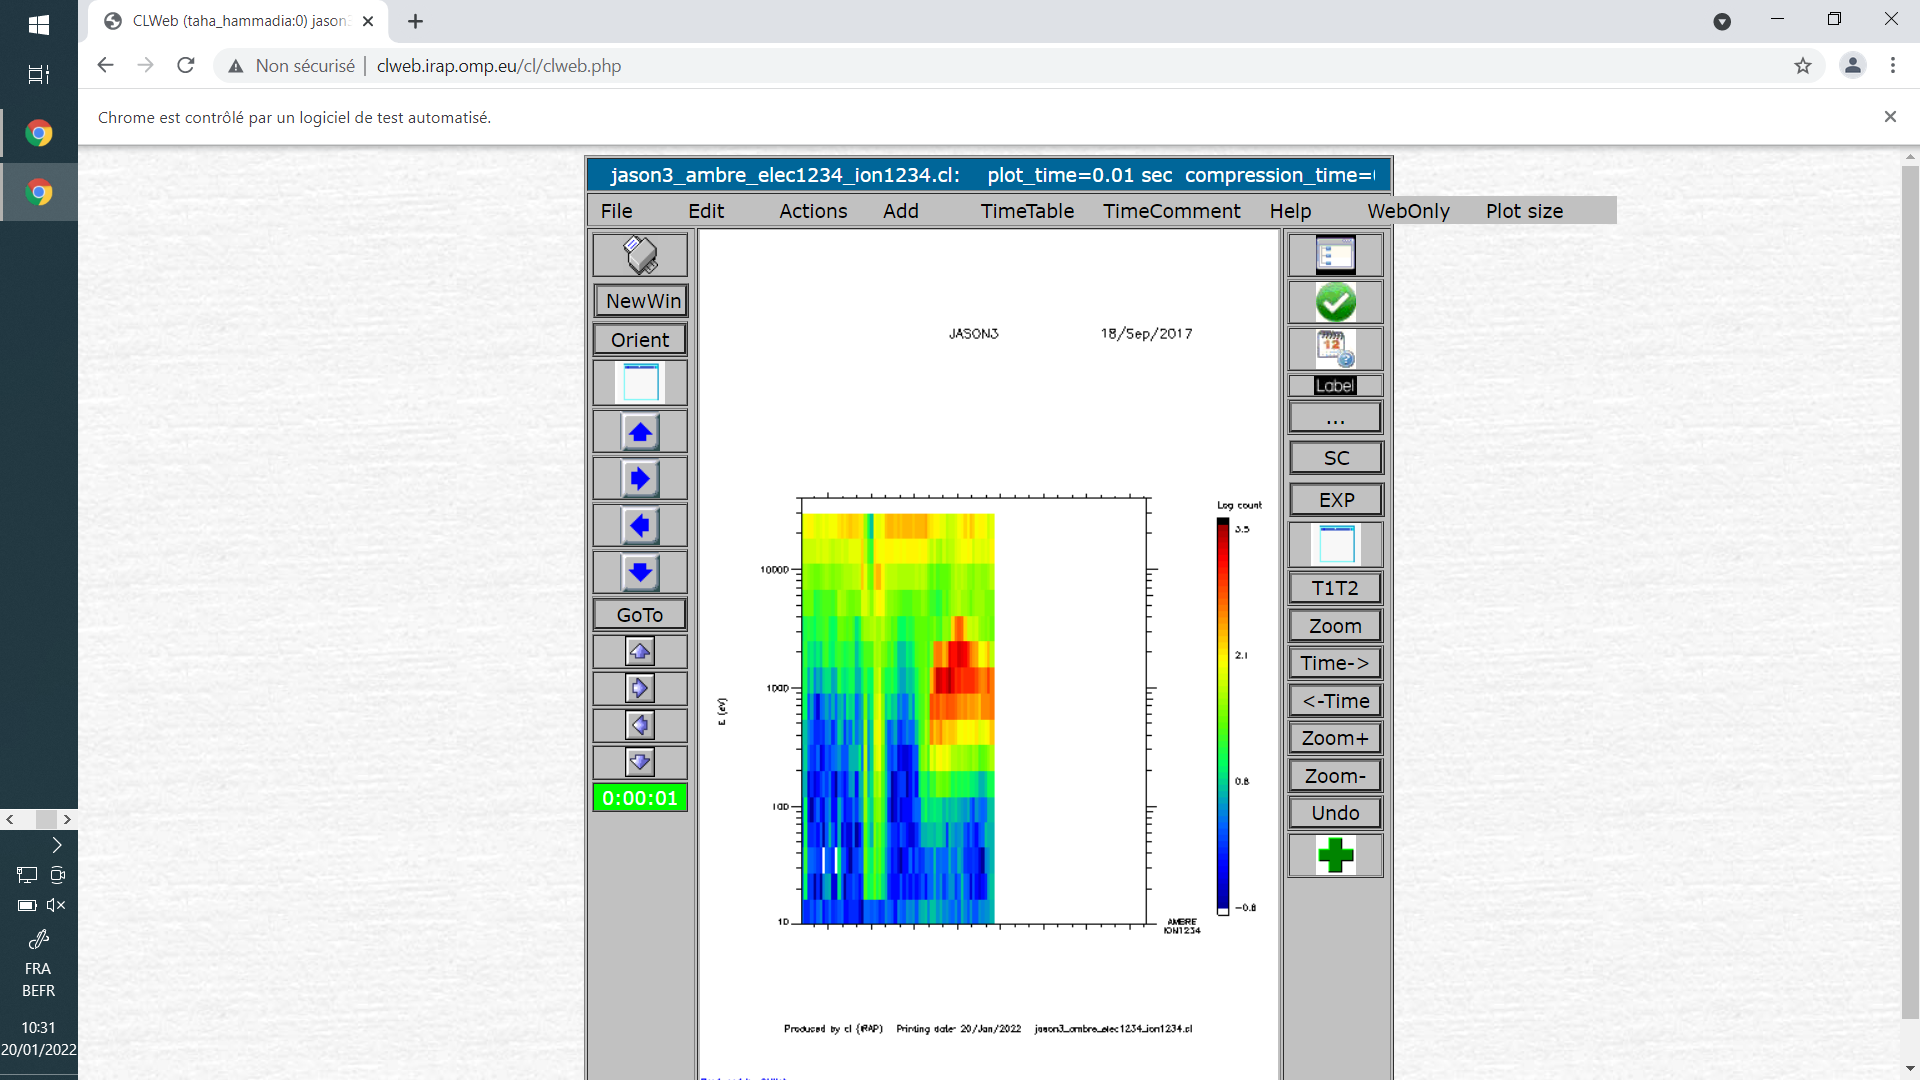 CLWeb (taha_hammadia:0) jason3
Non sécurisé | clweb.irap.omp.eu/cl/clweb.php
Chrome est contrôlé par un logiciel de test automatisé.
jason3_ambre_elec1234_ion1234.cl: plot_time=0.01 sec compression_time=
File Edit Actions Add TimeTable TimeComment Help WebOnly Plot size
NewWin
Orient
GoTo
0:00:01
JASON3 18/Sep/2017
Log count
3.5
2.1
0.8
-0.8
10000
1000
100
10
E (eV)
AMBRE
ION1234
Produced by cl (IRAP) Printing date: 20/Jan/2022 jason3_ambre_elec1234_ion1234.cl
12
Label
...
SC
EXP
T1T2
Zoom
Time->
<-Time
Zoom+
Zoom-
Undo
FRA
BEFR
10:31
20/01/2022